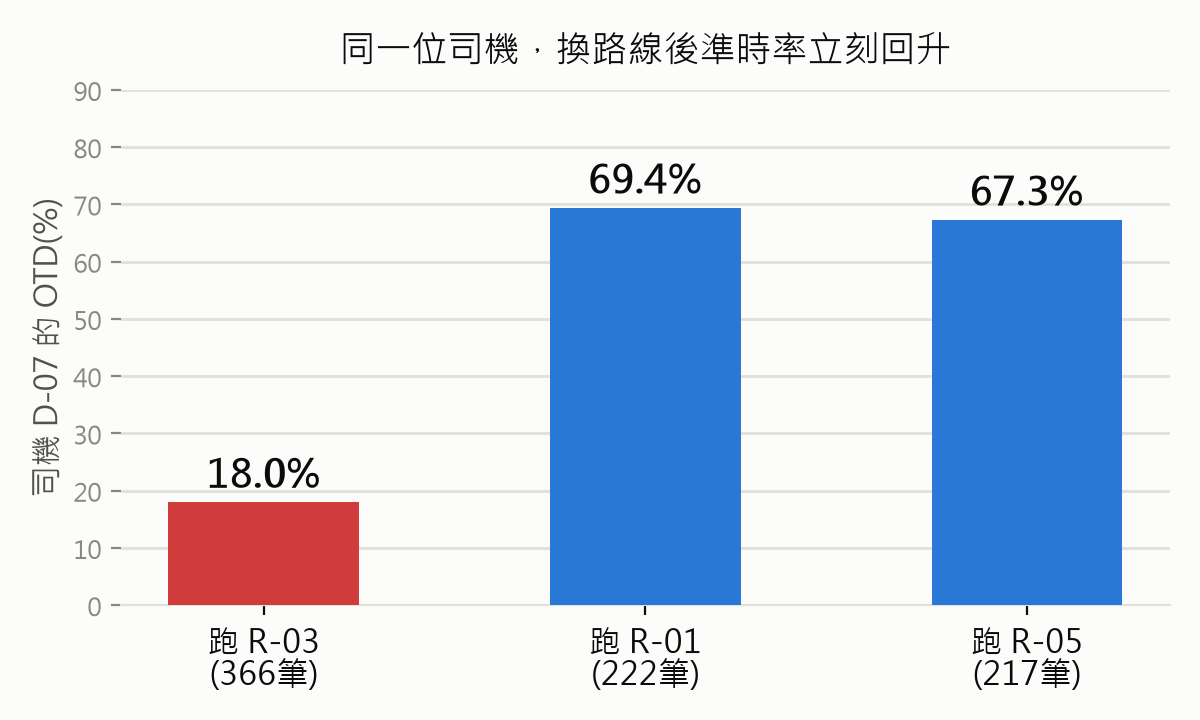 同一位司機，換路線後準時率立刻回升
司機 D-07 的 OTD(%)
90
80
70
60
50
40
30
20
10
0
18.0%
69.4%
67.3%
跑 R-03
(366筆)
跑 R-01
(222筆)
跑 R-05
(217筆)